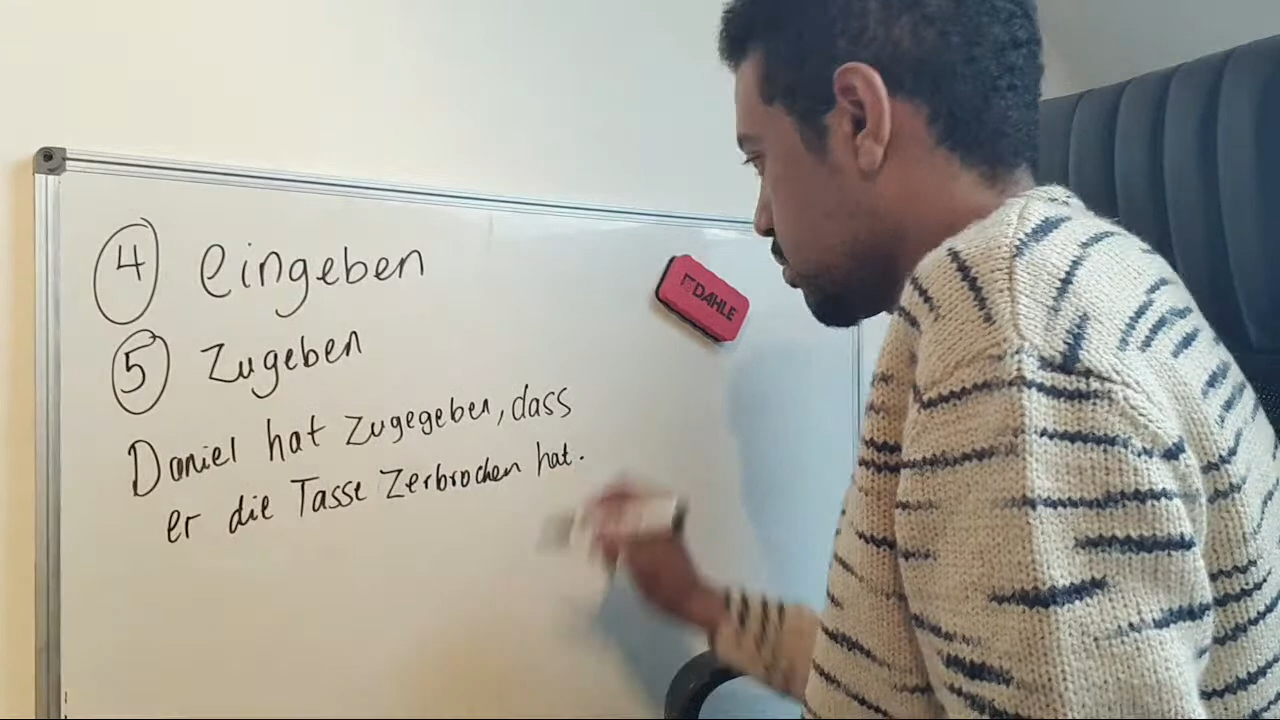 4 eingeben
DAHLE
5 Zugeben
Daniel hat Zugegeben, dass
er die Tasse Zerbrochen hat.